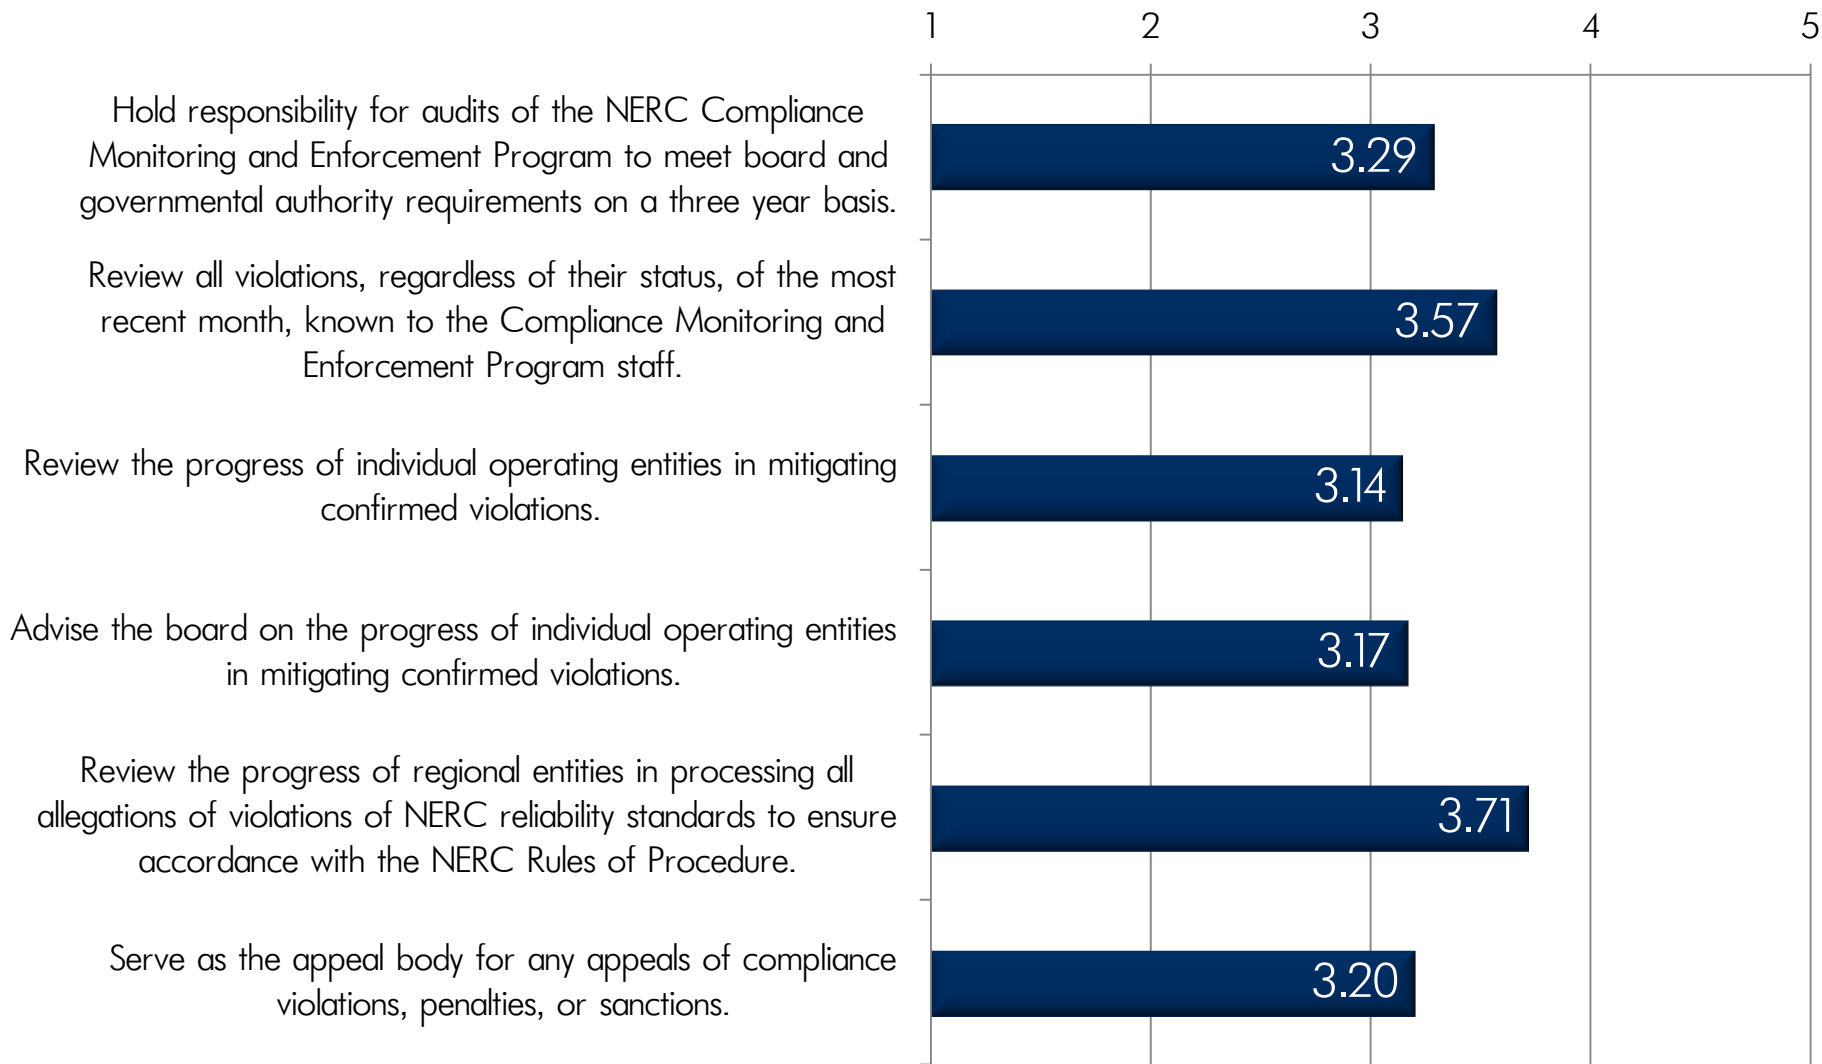 1 2 3 4 5
Hold responsibility for audits of the NERC Compliance
Monitoring and Enforcement Program to meet board and
governmental authority requirements on a three year basis.
3.29
Review all violations, regardless of their status, of the most
recent month, known to the Compliance Monitoring and
Enforcement Program staff.
3.57
Review the progress of individual operating entities in mitigating
confirmed violations.
3.14
Advise the board on the progress of individual operating entities
in mitigating confirmed violations.
3.17
Review the progress of regional entities in processing all
allegations of violations of NERC reliability standards to ensure
accordance with the NERC Rules of Procedure.
3.71
Serve as the appeal body for any appeals of compliance
violations, penalties, or sanctions.
3.20